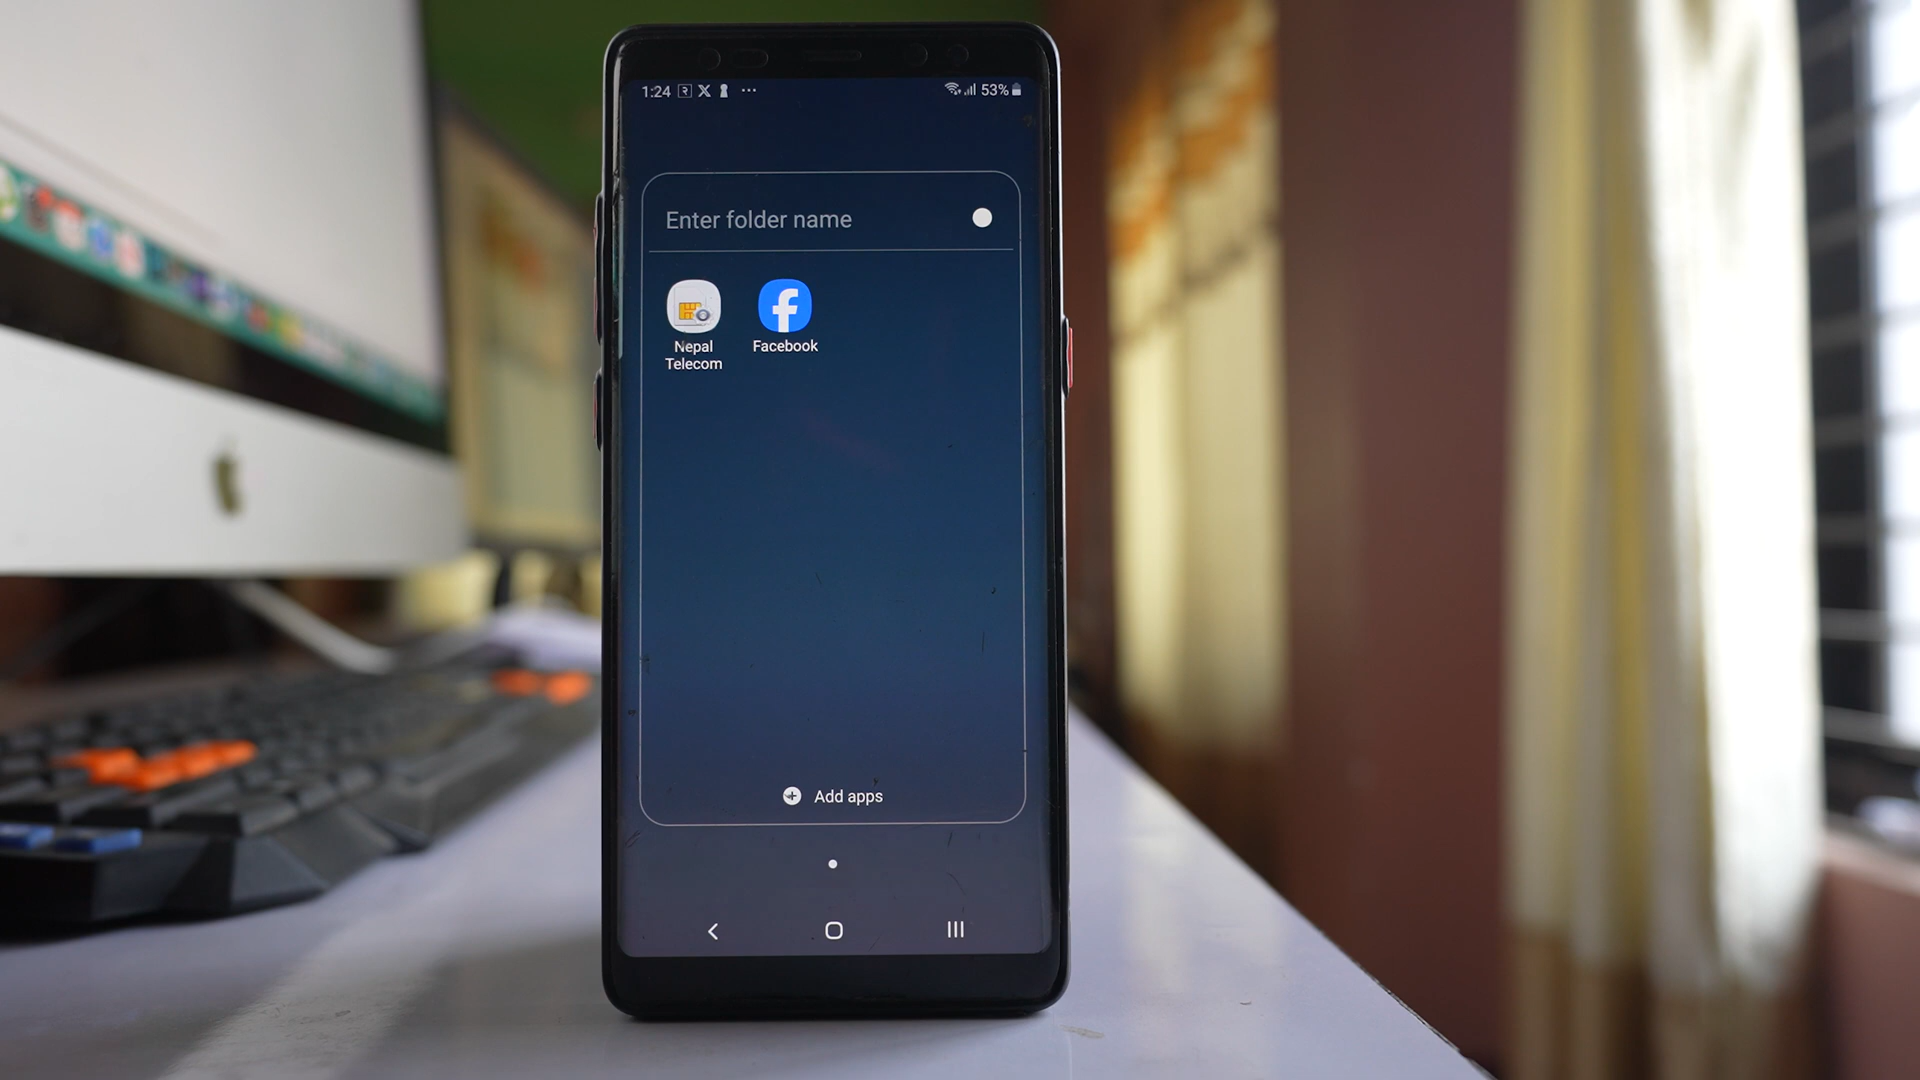 1:24 53%
Enter folder name
Nepal
Telecom
Facebook
Add apps